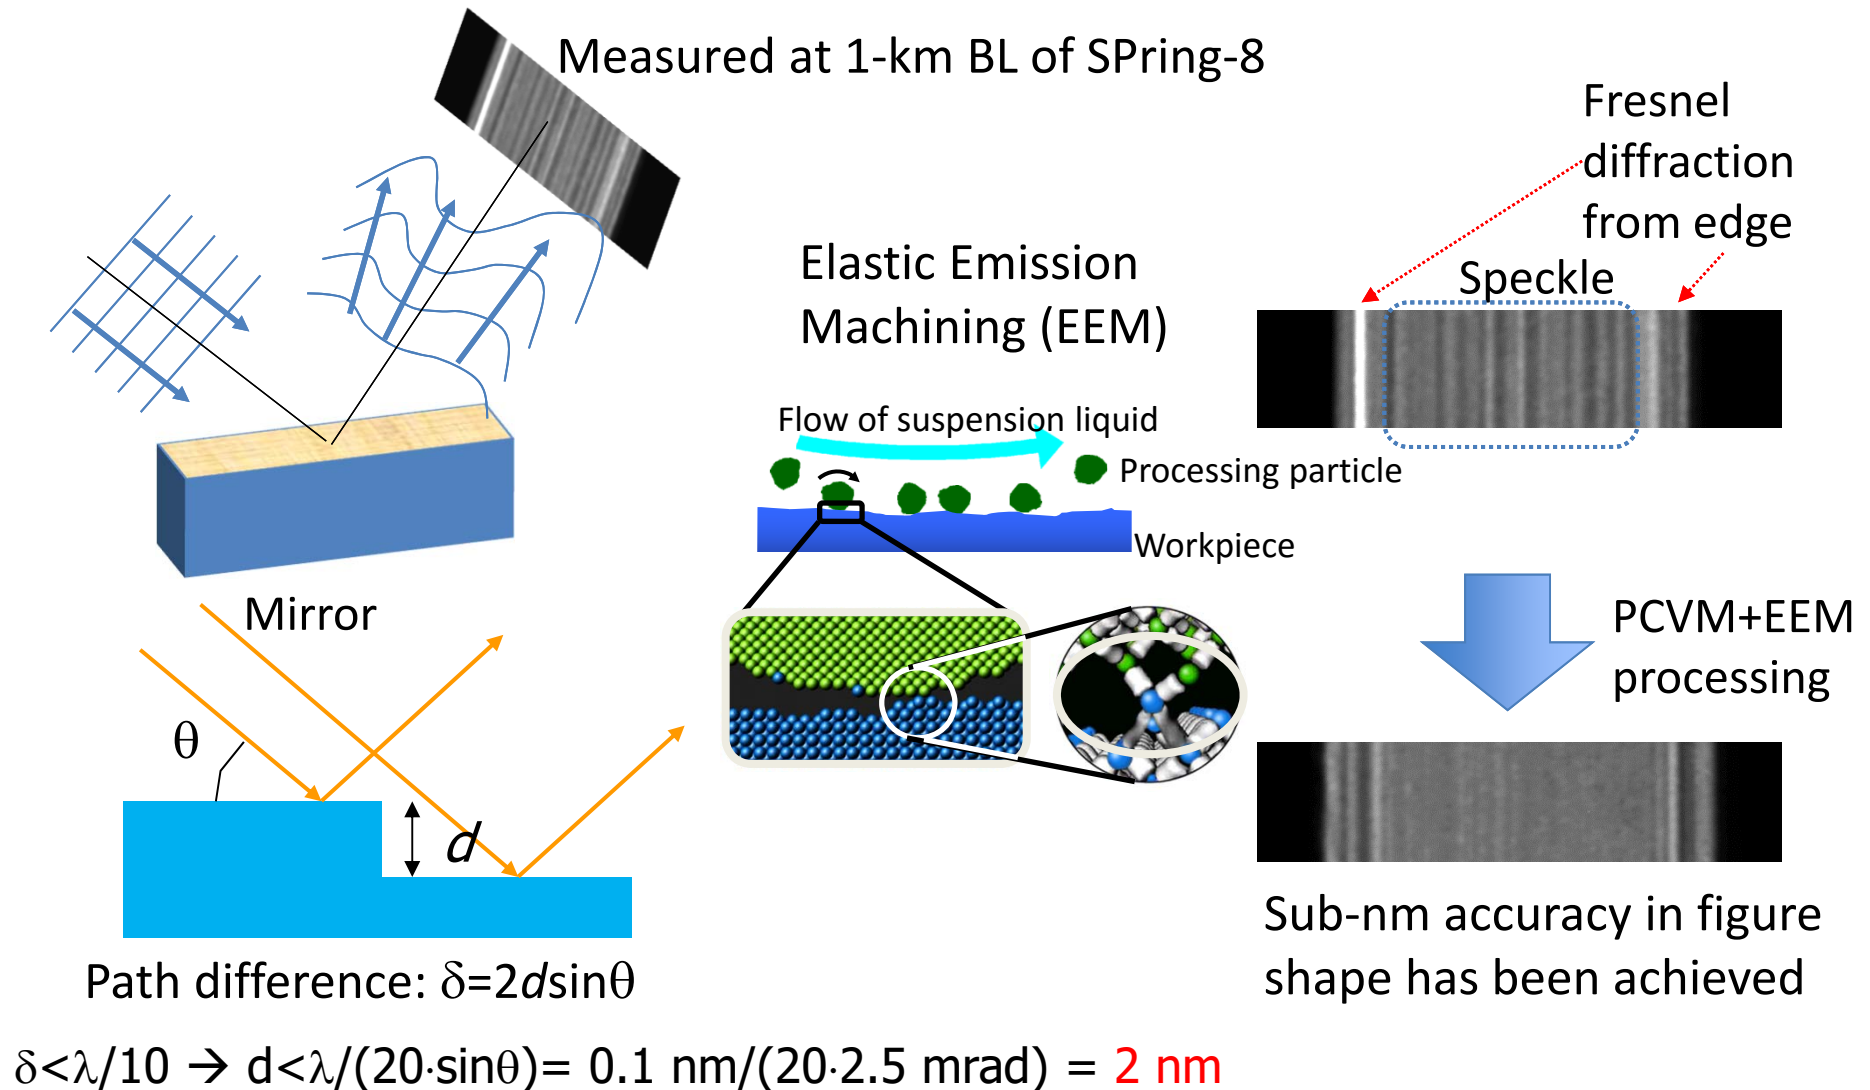 Measured at 1-km BL of SPring-8
Fresnel
diffraction
from edge
Speckle
Elastic Emission
Machining (EEM)
Flow of suspension liquid
Processing particle
Workpiece
Mirror
PCVM+EEM
processing
θ
d
Sub-nm accuracy in figure
shape has been achieved
Path difference: δ=2dsinθ
δ<λ/10 → d<λ/(20·sinθ)= 0.1 nm/(20·2.5 mrad) = 2 nm